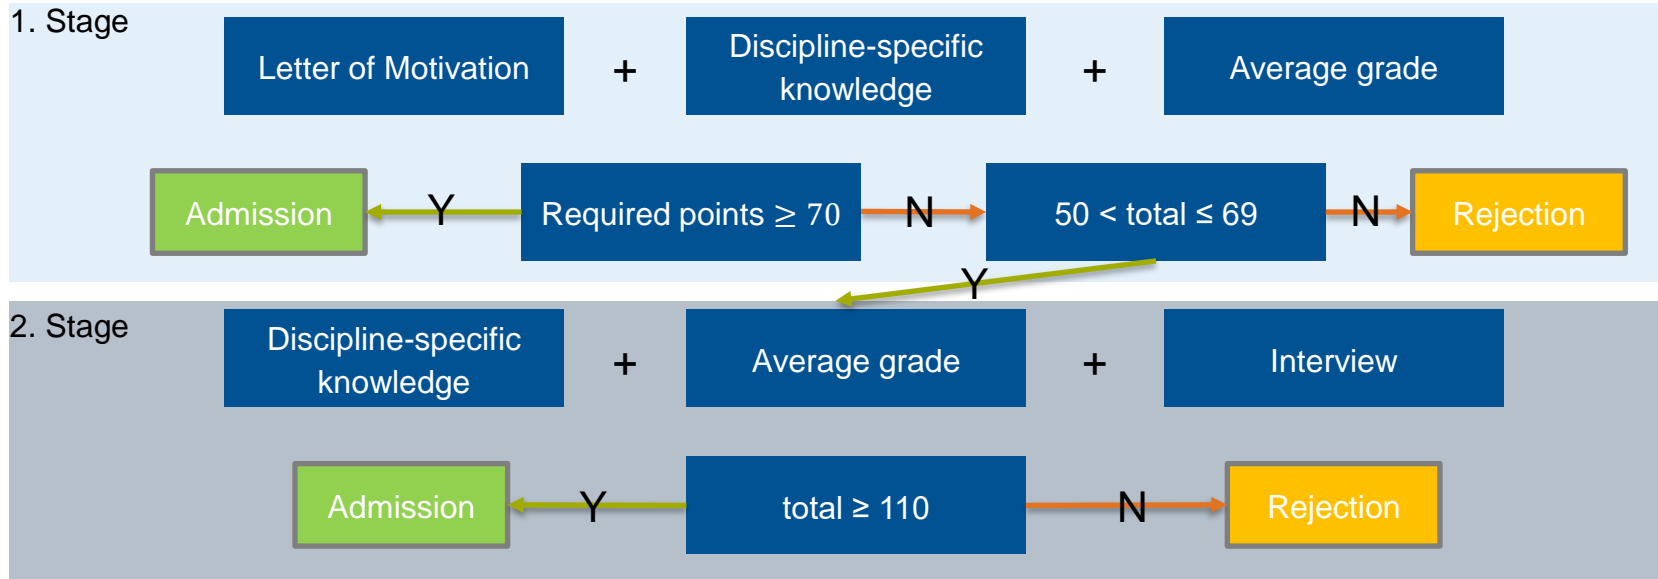 1. Stage
Letter of Motivation
+
Discipline-specific
knowledge
+
Average grade
Admission
Y
Required points ≥ 70
N
50 < total ≤ 69
N
Rejection
Y
2. Stage
Discipline-specific
knowledge
+
Average grade
+
Interview
Admission
Y
total ≥ 110
N
Rejection